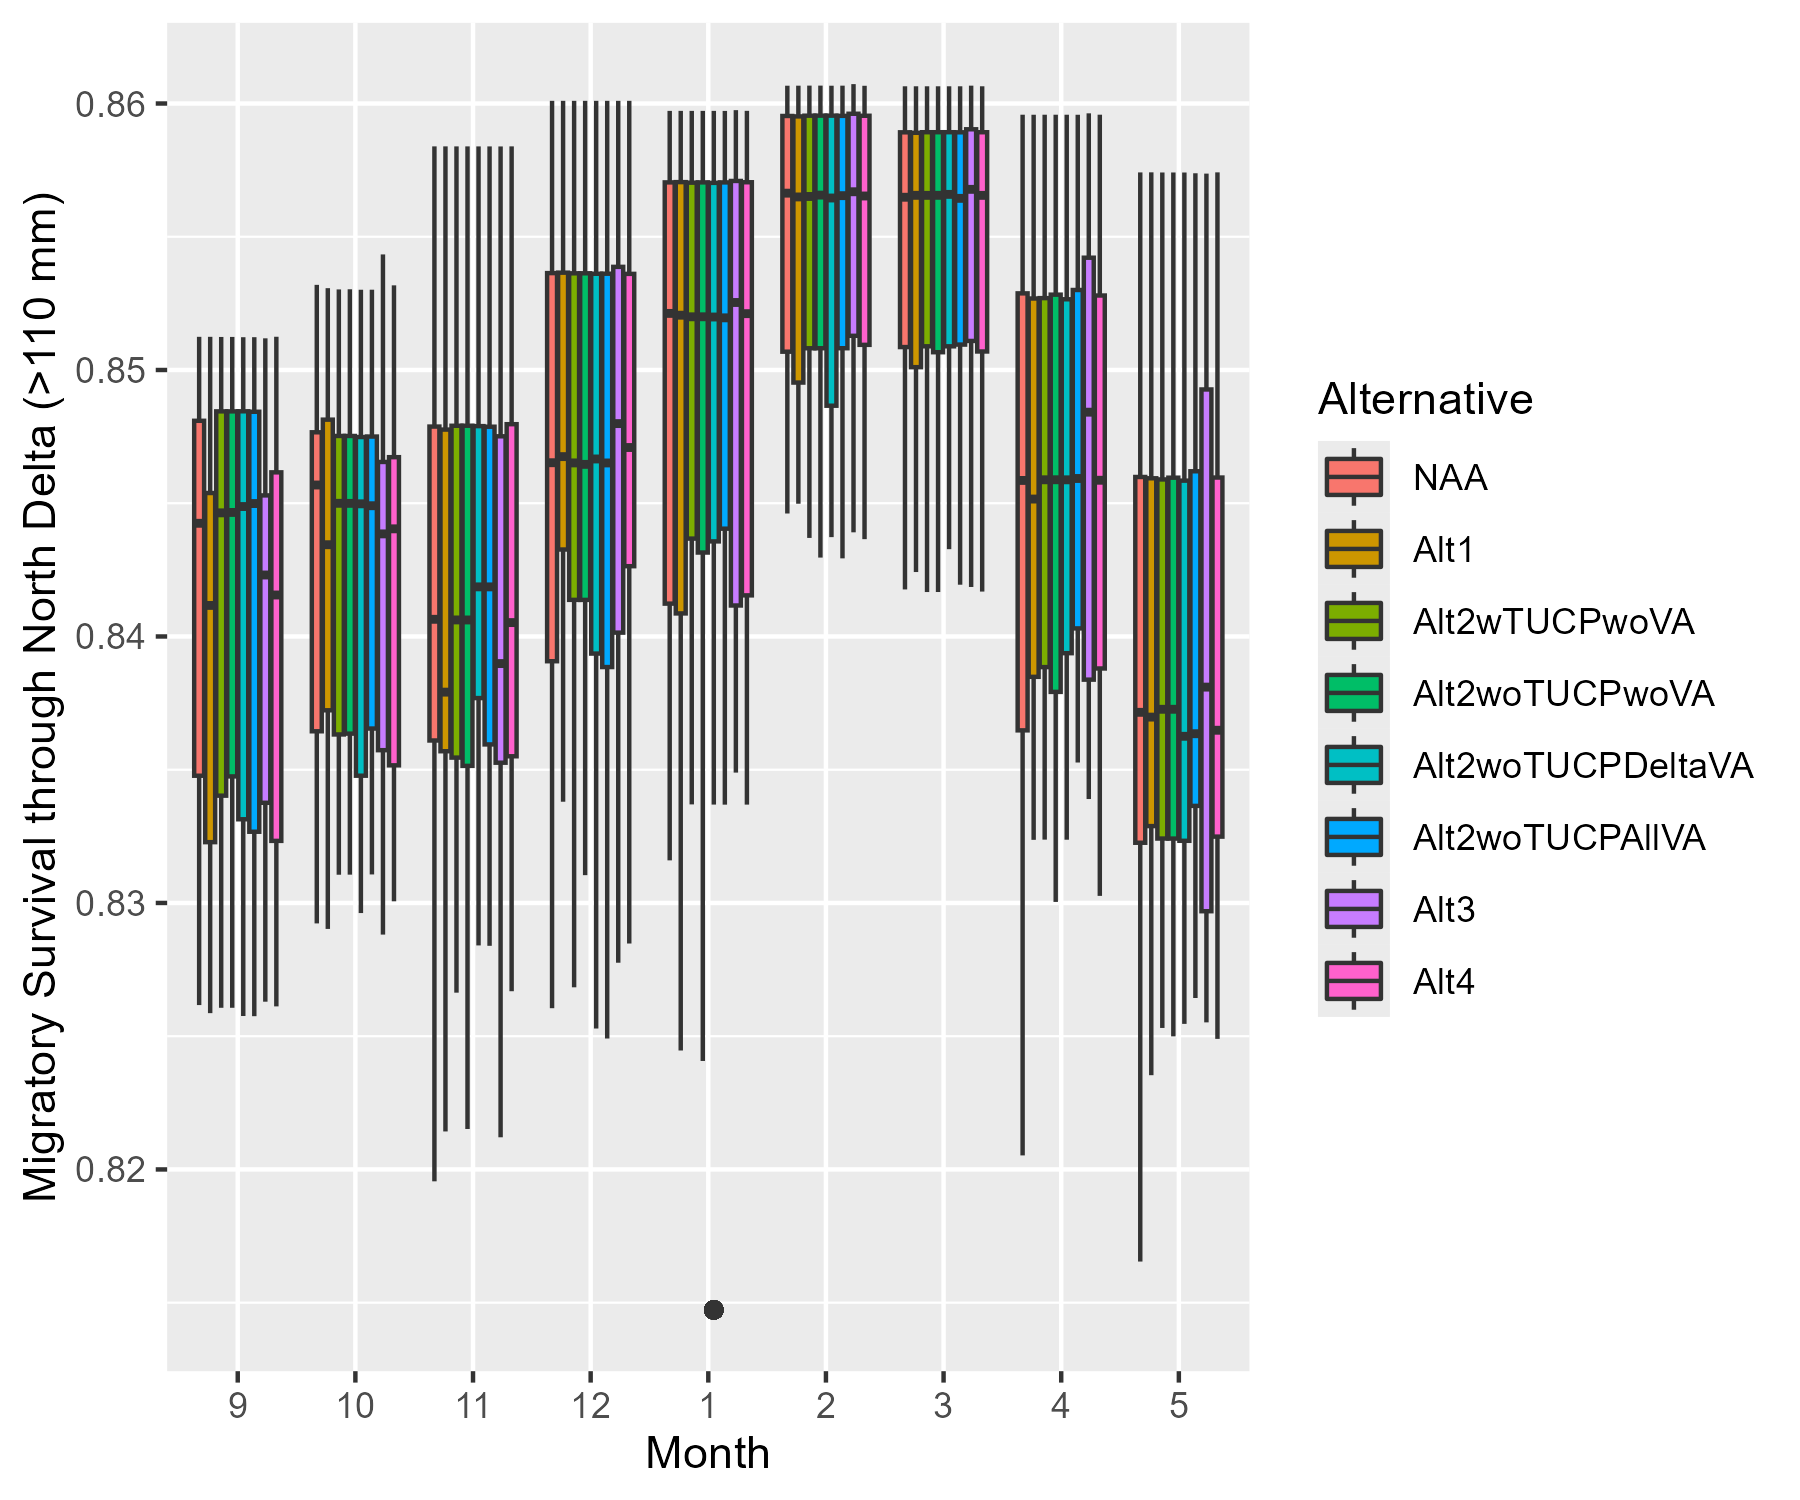 Migratory Survival through North Delta (>110 mm)
0.86
0.85
0.84
0.83
0.82
9 10 11 12 1 2 3 4 5
Month
Alternative
NAA
Alt1
Alt2wTUCPwoVA
Alt2woTUCPwoVA
Alt2woTUCPDeltaVA
Alt2woTUCPAllVA
Alt3
Alt4